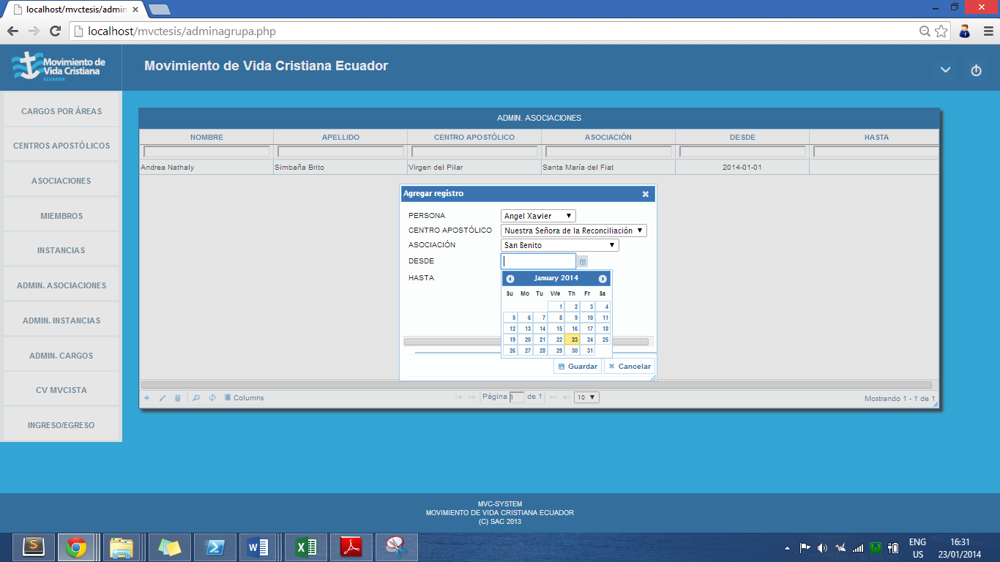 localhost/mvctesis/admin
localhost/mvctesis/adminagrupa.php
Movimiento de
Vida Cristiana
ECUADOR
Movimiento de Vida Cristiana Ecuador
CARGOS POR ÁREAS
CENTROS APOSTÓLICOS
ASOCIACIONES
MIEMBROS
INSTANCIAS
ADMIN. ASOCIACIONES
ADMIN. INSTANCIAS
ADMIN. CARGOS
CV MVCISTA
INGRESO/EGRESO
ADMIN. ASOCIACIONES
NOMBRE APELLIDO CENTRO APOSTÓLICO ASOCIACIÓN DESDE HASTA
Andrea Nathaly Simbaña Brito Virgen del Pilar Santa María del Fiat 2014-01-01
Agregar registro
PERSONA Angel Xavier
CENTRO APOSTÓLICO Nuestra Señora de la Reconciliación
ASOCIACIÓN San Benito
DESDE
HASTA
January 2014
Su Mo Tu We Th Fr Sa
1 2 3 4
5 6 7 8 9 10 11
12 13 14 15 16 17 18
19 20 21 22 23 24 25
26 27 28 29 30 31
Guardar Cancelar
Columns Página 1 de 1 10 Mostrando 1 - 1 de 1
MVC-SYSTEM
MOVIMIENTO DE VIDA CRISTIANA ECUADOR
(C) SAC 2013
ENG
US
16:31
23/01/2014